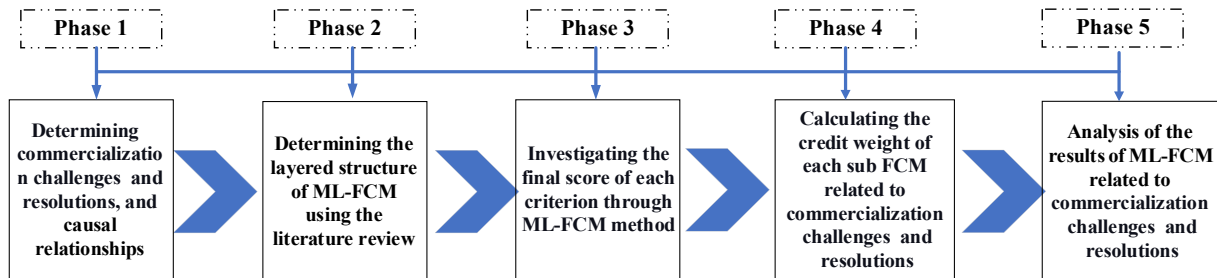 Phase 1
Phase 2
Phase 3
Phase 4
Phase 5
Determining
commercializatio
n challenges and
resolutions, and
causal
relationships
Determining the
layered structure
of ML-FCM
using the
literature review
Investigating the
final score of each
criterion through
ML-FCM method
Calculating the
credit weight of
each sub FCM
related to
commercialization
challenges and
resolutions
Analysis of the
results of ML-FCM
related to
commercialization
challenges and
resolutions